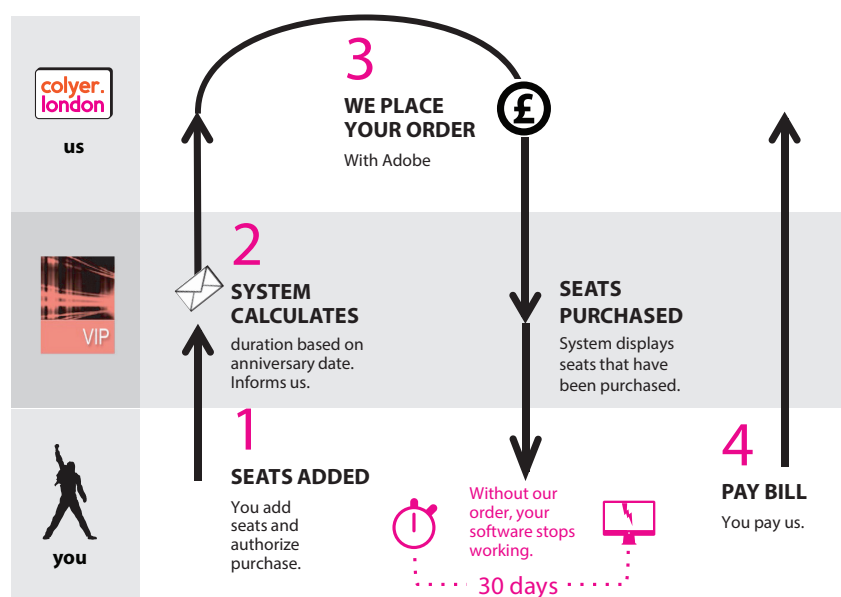 colyer.
london
us
3
WE PLACE
YOUR ORDER
With Adobe
£
VIP
2
SYSTEM
CALCULATES
duration based on
anniversary date.
Informs us.
SEATS
PURCHASED
System displays
seats that have
been purchased.
you
1
SEATS ADDED
You add
seats and
authorize
purchase.
Without our
order, your
software stops
working.
30 days
4
PAY BILL
You pay us.